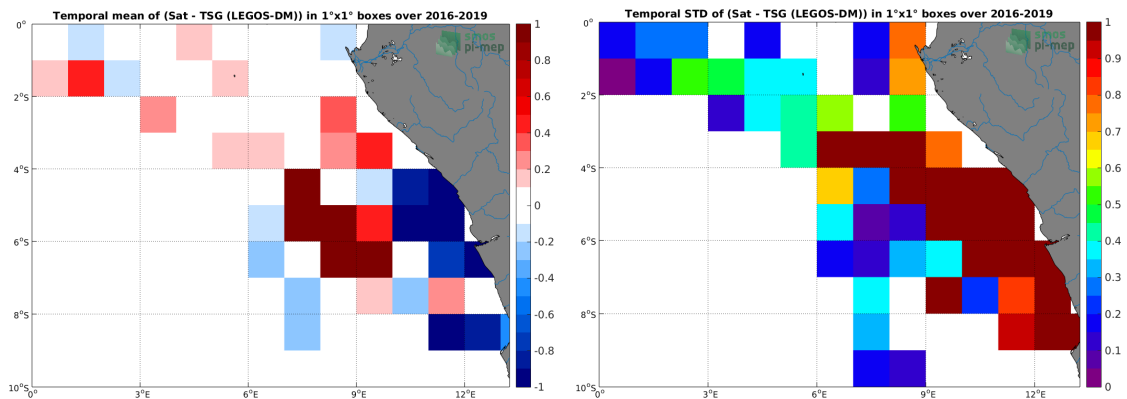 Temporal mean of (Sat - TSG (LEGOS-DM)) in 1°x1° boxes over 2016-2019
0°
2°S
4°S
6°S
8°S
10°S
0°
3°E
6°E
9°E
12°E
smos
pi-mep
1
0.8
0.6
0.4
0.2
0
-0.2
-0.4
-0.6
-0.8
-1
Temporal STD of (Sat - TSG (LEGOS-DM)) in 1°x1° boxes over 2016-2019
0°
2°S
4°S
6°S
8°S
10°S
0°
3°E
6°E
9°E
12°E
smos
pi-mep
1
0.9
0.8
0.7
0.6
0.5
0.4
0.3
0.2
0.1
0